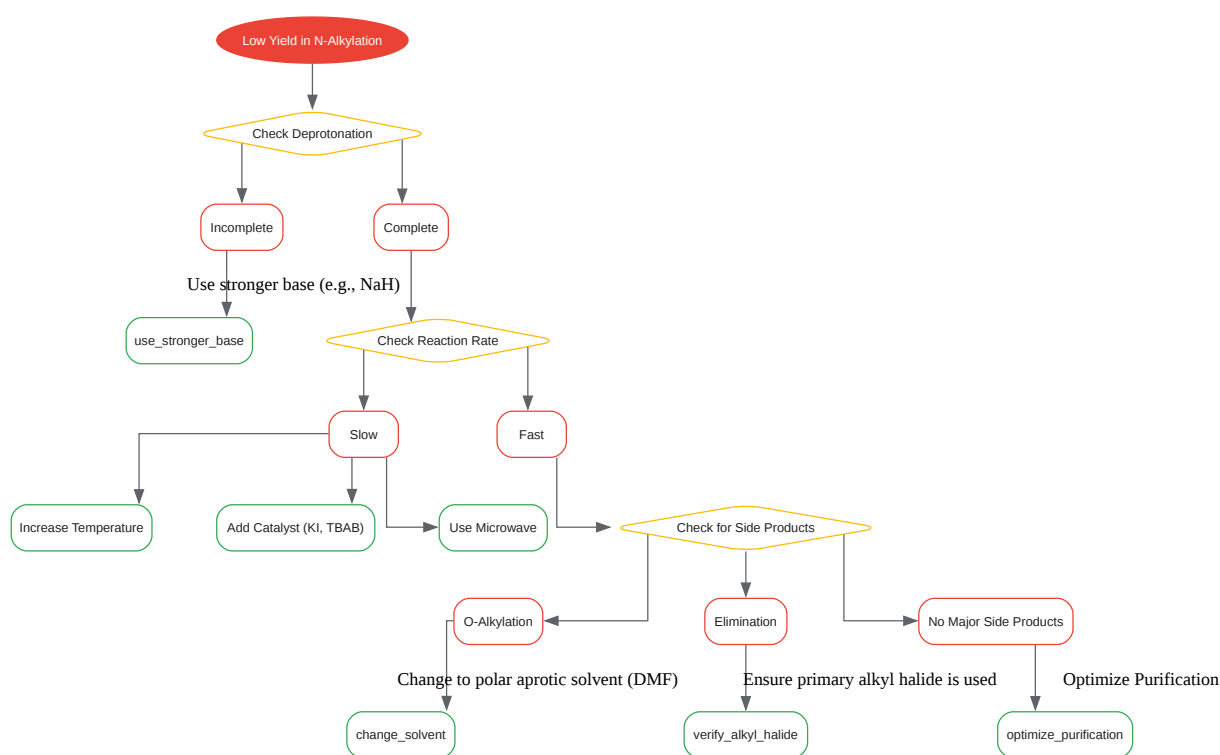 Low Yield in N-Alkylation
Check Deprotonation
Incomplete
Complete
Use stronger base (e.g., NaH)
use_stronger_base
Check Reaction Rate
Slow
Fast
Increase Temperature
Add Catalyst (KI, TBAB)
Use Microwave
Check for Side Products
O-Alkylation
Elimination
No Major Side Products
Change to polar aprotic solvent (DMF)
Ensure primary alkyl halide is used
Optimize Purification
change_solvent
verify_alkyl_halide
optimize_purification